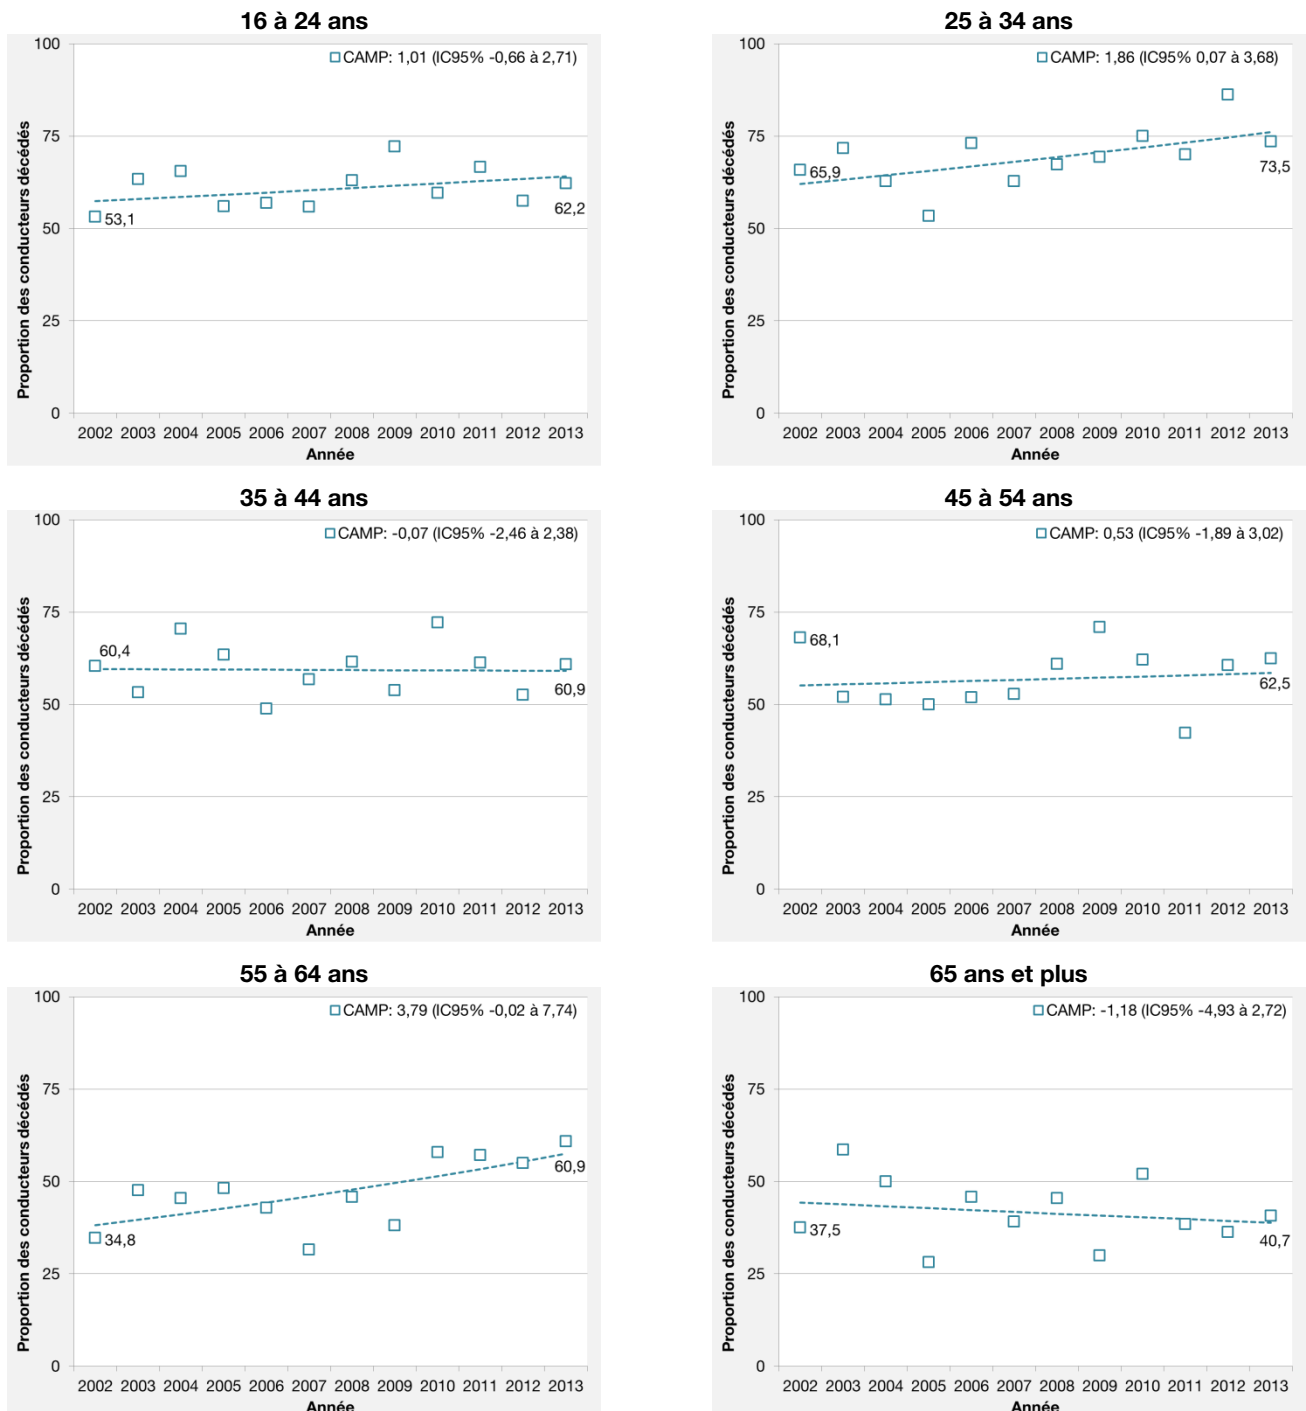 16 à 24 ans
CAMP: 1,01 (IC95% -0,66 à 2,71)
Proportion des conducteurs décédés
100
75
50
25
0
53,1
62,2
2002 2003 2004 2005 2006 2007 2008 2009 2010 2011 2012 2013
Année
25 à 34 ans
CAMP: 1,86 (IC95% 0,07 à 3,68)
Proportion des conducteurs décédés
100
75
50
25
0
65,9
73,5
2002 2003 2004 2005 2006 2007 2008 2009 2010 2011 2012 2013
Année
35 à 44 ans
CAMP: -0,07 (IC95% -2,46 à 2,38)
Proportion des conducteurs décédés
100
75
50
25
0
60,4
60,9
2002 2003 2004 2005 2006 2007 2008 2009 2010 2011 2012 2013
Année
45 à 54 ans
CAMP: 0,53 (IC95% -1,89 à 3,02)
Proportion des conducteurs décédés
100
75
50
25
0
68,1
62,5
2002 2003 2004 2005 2006 2007 2008 2009 2010 2011 2012 2013
Année
55 à 64 ans
CAMP: 3,79 (IC95% -0,02 à 7,74)
Proportion des conducteurs décédés
100
75
50
25
0
34,8
60,9
2002 2003 2004 2005 2006 2007 2008 2009 2010 2011 2012 2013
Année
65 ans et plus
CAMP: -1,18 (IC95% -4,93 à 2,72)
Proportion des conducteurs décédés
100
75
50
25
0
37,5
40,7
2002 2003 2004 2005 2006 2007 2008 2009 2010 2011 2012 2013
Année